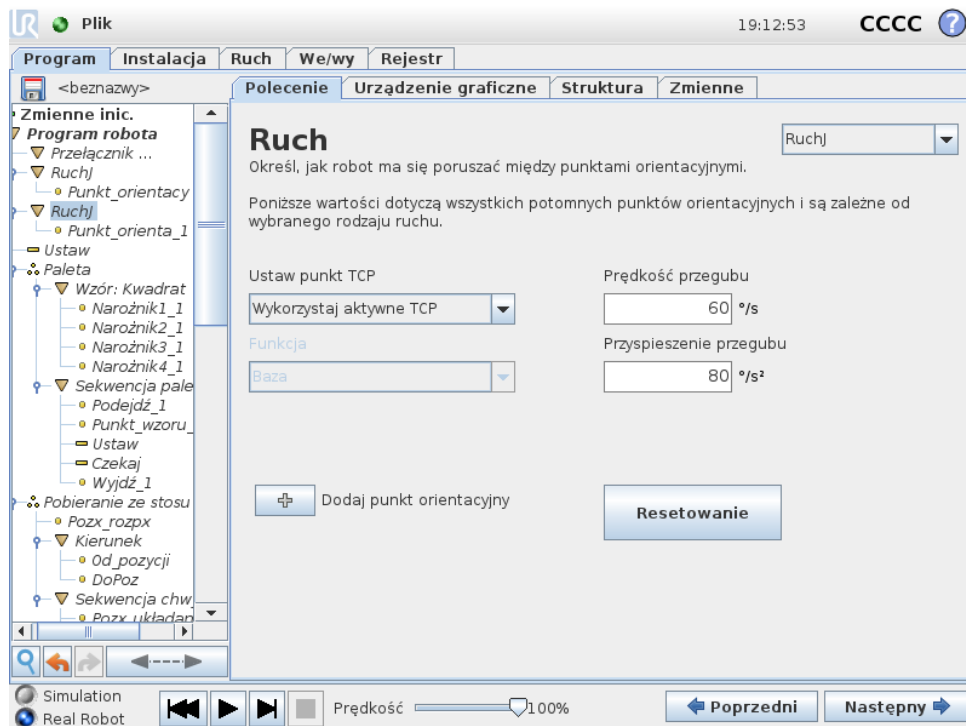 UR Plik 19:12:53 CCCC ?
Program Instalacja Ruch We/wy Rejestr
<beznazwy>
Polecenie Urządzenie graficzne Struktura Zmienne
Zmienne inic.
Program robota
Przełącznik ...
RuchJ
Punkt_orientacy
RuchJ
Punkt_orienta_1
Ustaw
Paleta
Wzór: Kwadrat
Narożnik1_1
Narożnik2_1
Narożnik3_1
Narożnik4_1
Sekwencja pale
Podejdź_1
Punkt_wzoru_
Ustaw
Czekaj
Wyjdź_1
Pobieranie ze stosu
Pozx_rozpx
Kierunek
Od_pozycji
DoPoz
Sekwencja chw
Pozx_układan
Ruch
RuchJ
Określ, jak robot ma się poruszać między punktami orientacyjnymi.
Poniższe wartości dotyczą wszystkich potomnych punktów orientacyjnych i są zależne od
wybranego rodzaju ruchu.
Ustaw punkt TCP
Wykorzystaj aktywne TCP
Funkcja
Baza
Prędkość przegubu
60 °/s
Przyspieszenie przegubu
80 °/s²
Dodaj punkt orientacyjny
Resetowanie
Simulation
Real Robot
Prędkość 100%
Poprzedni
Następny